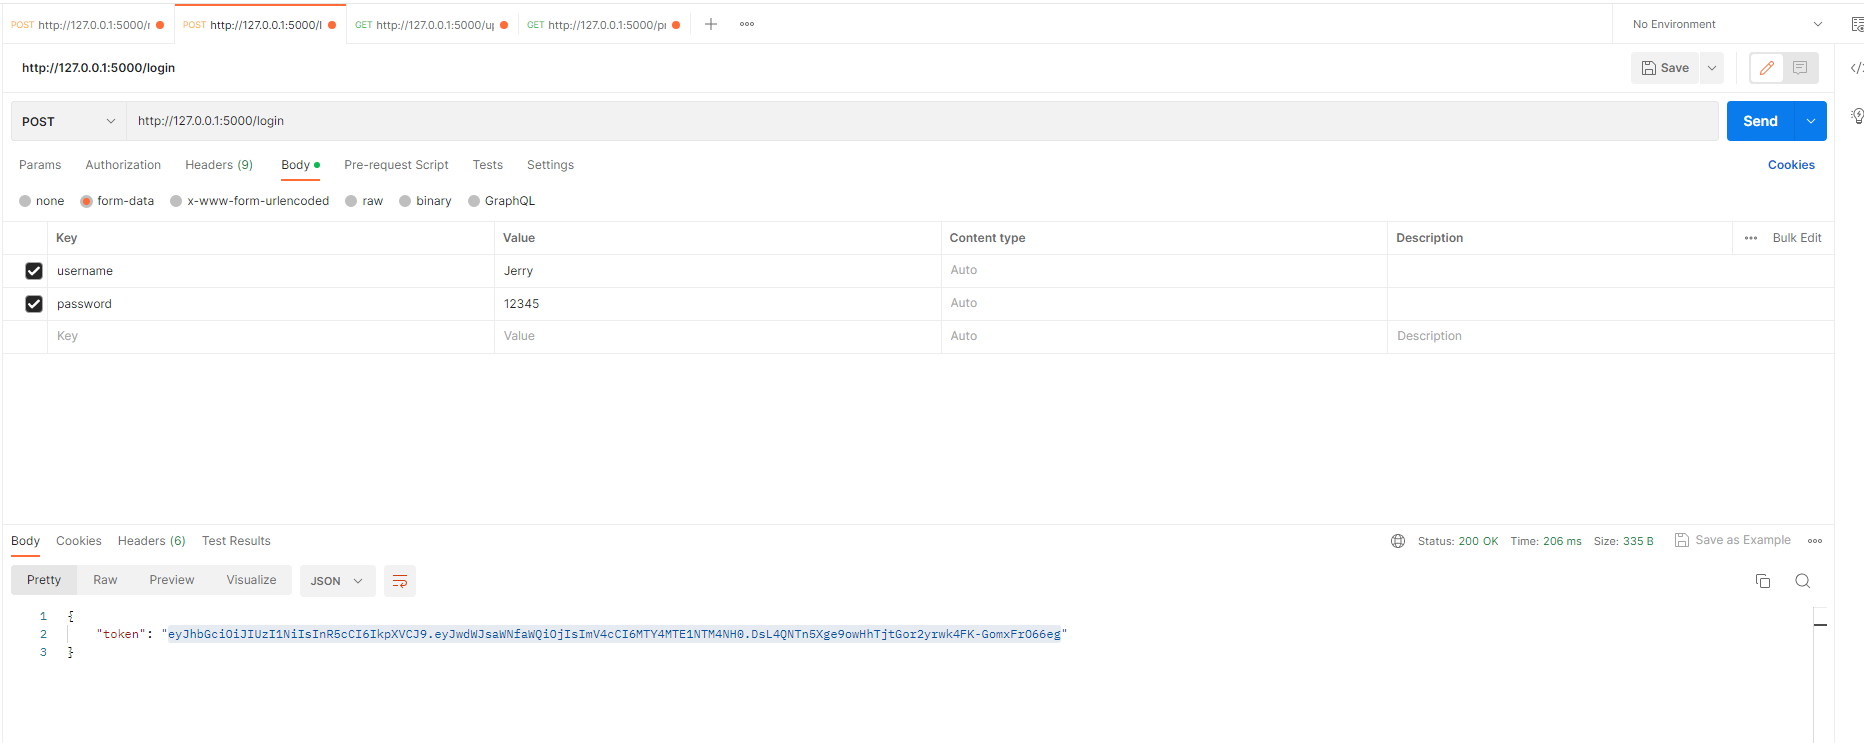 POST http://127.0.0.1:5000/r POST http://127.0.0.1:5000/l GET http://127.0.0.1:5000/u GET http://127.0.0.1:5000/p No Environment
http://127.0.0.1:5000/login Save
POST http://127.0.0.1:5000/login Send
Params Authorization Headers (9) Body Pre-request Script Tests Settings Cookies
none form-data x-www-form-urlencoded raw binary GraphQL
Key Value Content type Description Bulk Edit
username Jerry Auto
password 12345 Auto
Key Value Auto Description
Body Cookies Headers (6) Test Results Status: 200 OK Time: 206 ms Size: 335 B Save as Example
Pretty Raw Preview Visualize JSON
1 {
2 "token": "eyJhbGciOiJIUzI1NiIsInR5cCI6IkpXVCJ9.eyJwdWJsaWNfaWQiOjIsImV4cCI6MTY4MTE1NTM4NH0.DsL4QNTn5Xge9owHhTjtGor2yrwk4FK-GomxFrO66eg"
3 }